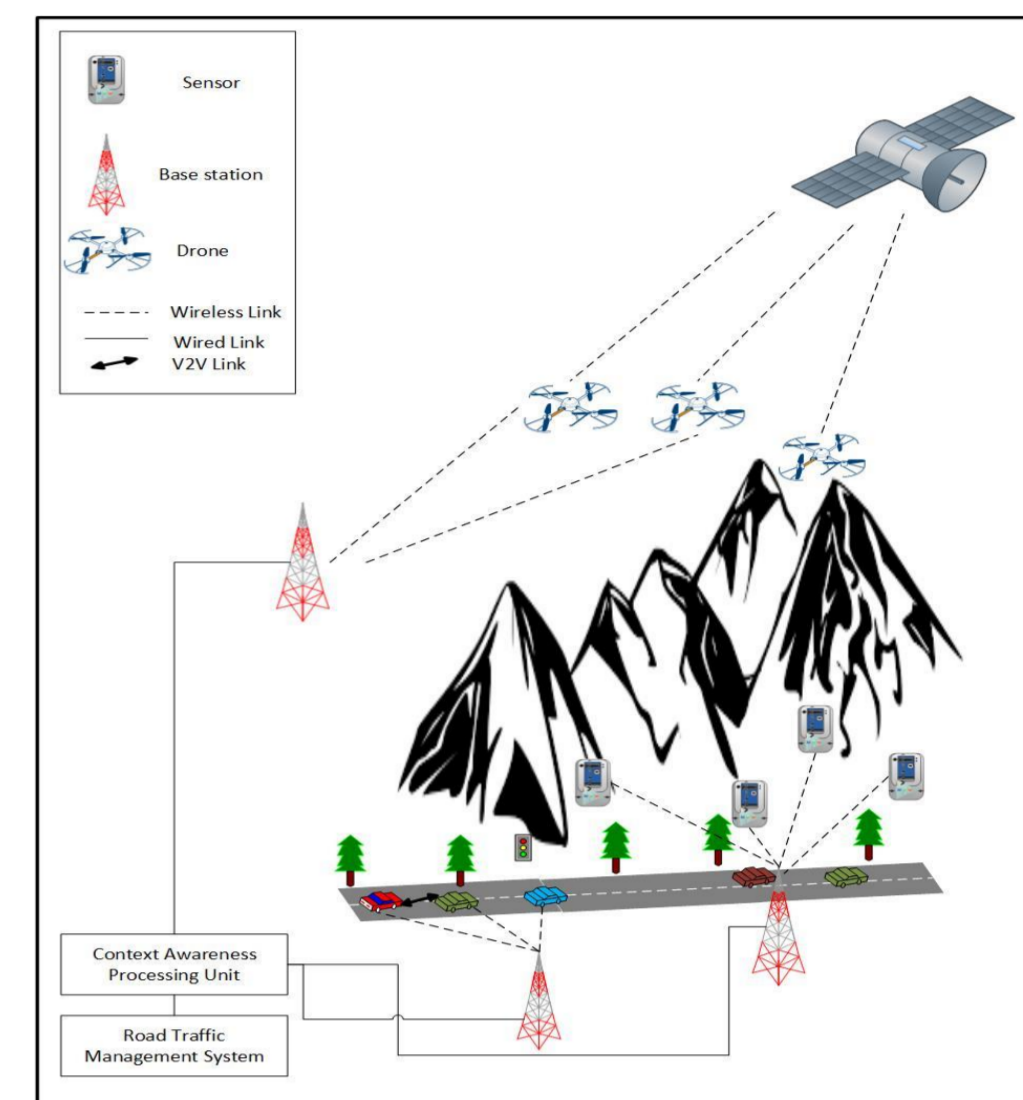 Sensor
Base station
Drone
Wireless Link
Wired Link
V2V Link
Context Awareness
Processing Unit
Road Traffic
Management System